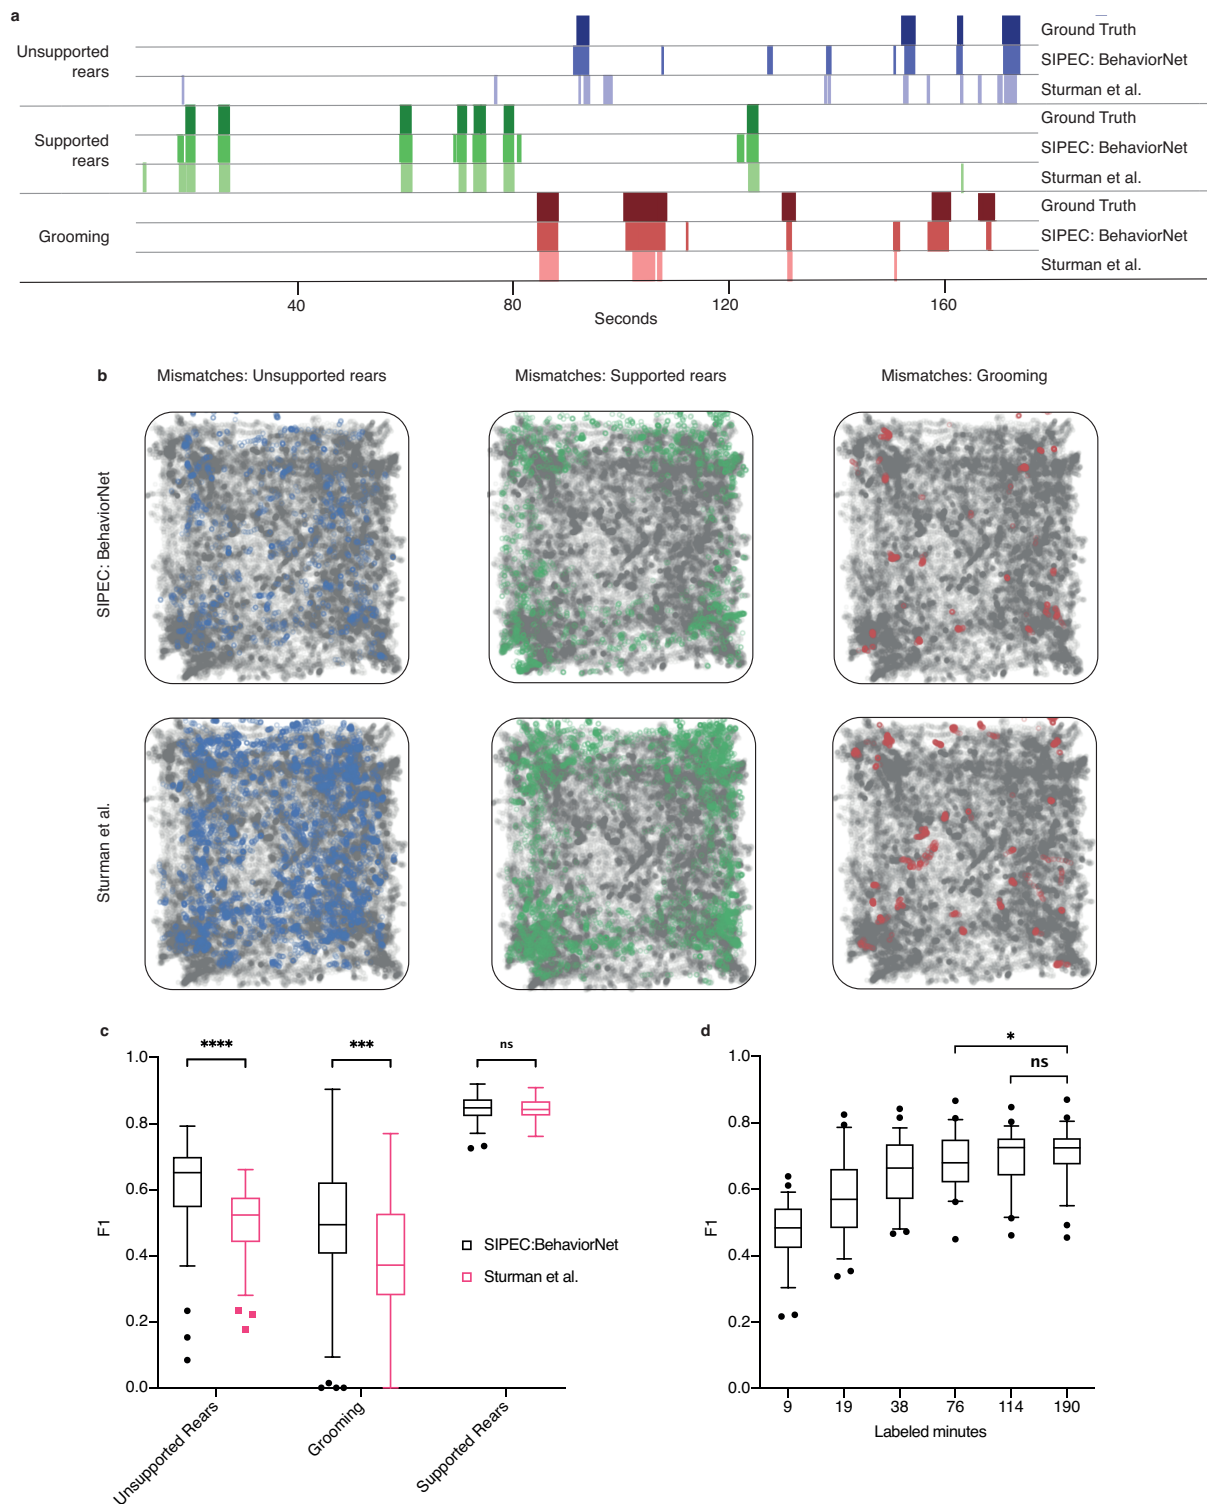 a
Unsupported
rears
Ground Truth
SIPEC: BehaviorNet
Sturman et al.
Supported
rears
Ground Truth
SIPEC: BehaviorNet
Sturman et al.
Grooming
Ground Truth
SIPEC: BehaviorNet
Sturman et al.
40 80 120 160
Seconds
b
Mismatches: Unsupported rears
Mismatches: Supported rears
Mismatches: Grooming
SIPEC: BehaviorNet
Sturman et al.
c
**** *** ns
1.0
0.8
0.6
0.4
0.2
0.0
F1
SIPEC:BehaviorNet
Sturman et al.
Unsupported Rears
Grooming
Supported Rears
d
*
ns
1.0
0.8
0.6
0.4
0.2
0.0
F1
9 19 38 76 114 190
Labeled minutes